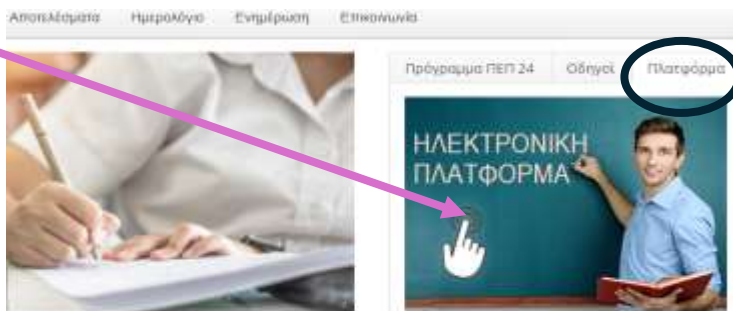 Αποτελέσματα Ημερολόγιο Ενημέρωση Επικοινωνία
Πρόγραμμα ΠΕΠ 24 Οδηγοί Πλατφόρμα
ΗΛΕΚΤΡΟΝΙΚΗ
ΠΛΑΤΦΟΡΜΑ